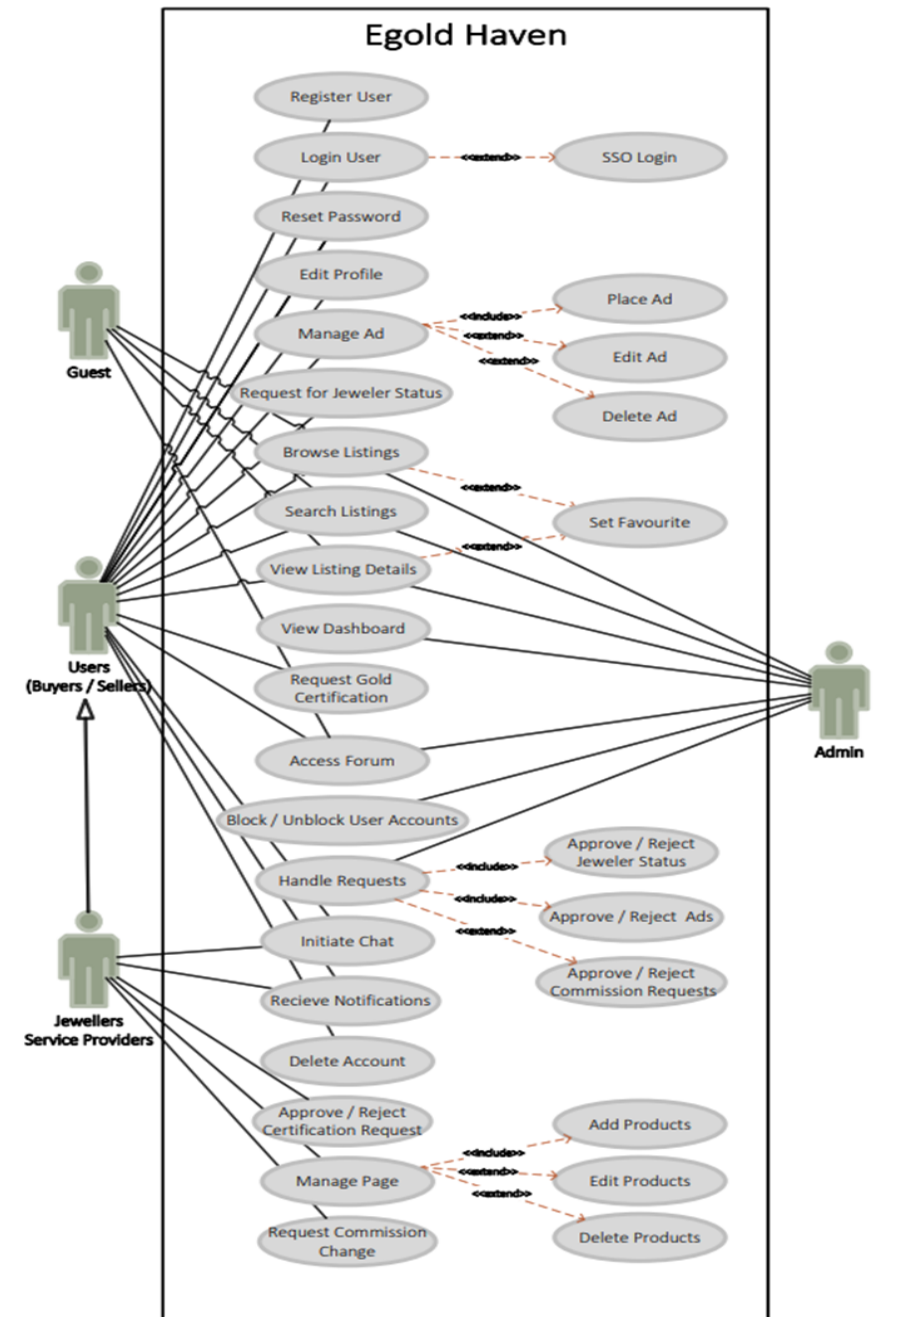 Egold Haven
Register User
Login User
<<extend>>
SSO Login
Reset Password
Edit Profile
Guest
Manage Ad
<<include>>
<<extend>>
<<extend>>
Place Ad
Edit Ad
Delete Ad
Request for Jeweler Status
Browse Listings
<<extend>>
Search Listings
Set Favourite
<<extend>>
View Listing Details
View Dashboard
Users
(Buyers / Sellers)
Request Gold
Certification
Admin
Access Forum
Block / Unblock User Accounts
Handle Requests
<<include>>
<<include>>
<<extend>>
Approve / Reject
Jeweler Status
Approve / Reject  Ads
Approve / Reject
Commission Requests
Initiate Chat
Recieve Notifications
Jewellers
Service Providers
Delete Account
Approve / Reject
Certification Request
Manage Page
<<include>>
<<extend>>
<<extend>>
Add Products
Edit Products
Delete Products
Request Commission
Change